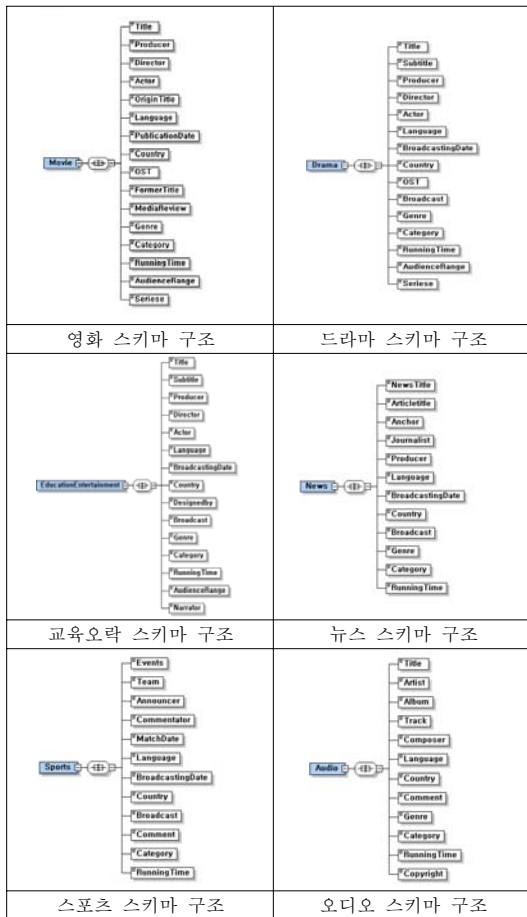 Title
Producer
Director
Actor
OriginTitle
Language
PublicationDate
Movie
Country
OST
FormerTitle
MediaReview
Genre
Category
RunningTime
AudienceRange
Seriese
영화 스키마 구조
Title
Subtitle
Producer
Director
Actor
Language
BroadcastingDate
Drama
Country
OST
Broadcast
Genre
Category
RunningTime
AudienceRange
Seriese
드라마 스키마 구조
Title
Subtitle
Producer
Director
Actor
Language
BroadcastingDate
EducationEntertainment
Country
Designedby
Broadcast
Genre
Category
RunningTime
AudienceRange
Narrator
교육오락 스키마 구조
NewsTitle
Articletitle
Anchor
Journalist
Producer
Language
News
BroadcastingDate
Country
Broadcast
Genre
Category
RunningTime
뉴스 스키마 구조
Events
Team
Announcer
Commentator
MatchDate
Language
Sports
BroadcastingDate
Country
Broadcast
Comment
Category
RunningTime
스포츠 스키마 구조
Title
Artist
Album
Track
Composer
Language
Audio
Country
Comment
Genre
Category
RunningTime
Copyright
오디오 스키마 구조